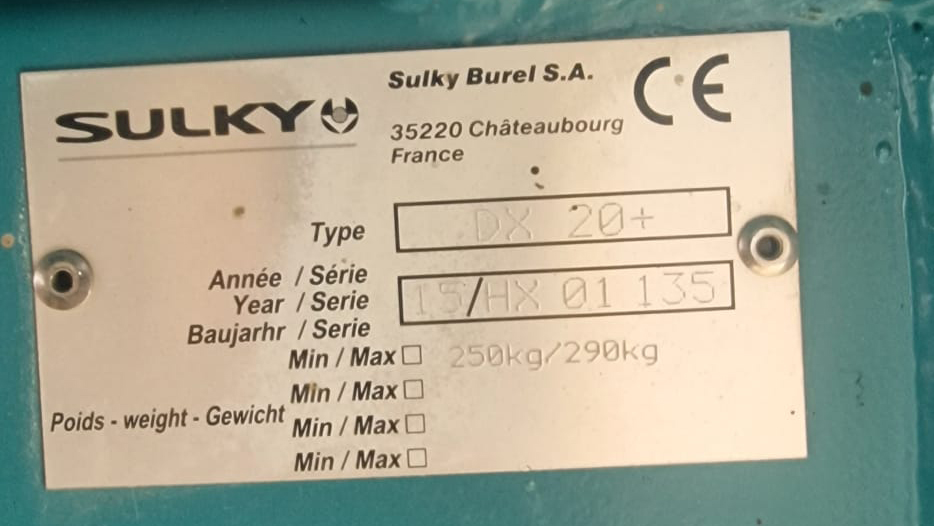 SULKY
Sulky Burel S.A.
CE
35220 Châteaubourg
France
Type DX 20+
Année / Série
Year / Serie 15/HX 01 135
Baujarhr / Serie
Min / Max 250kg/290kg
Min / Max
Poids - weight - Gewicht Min / Max
Min / Max